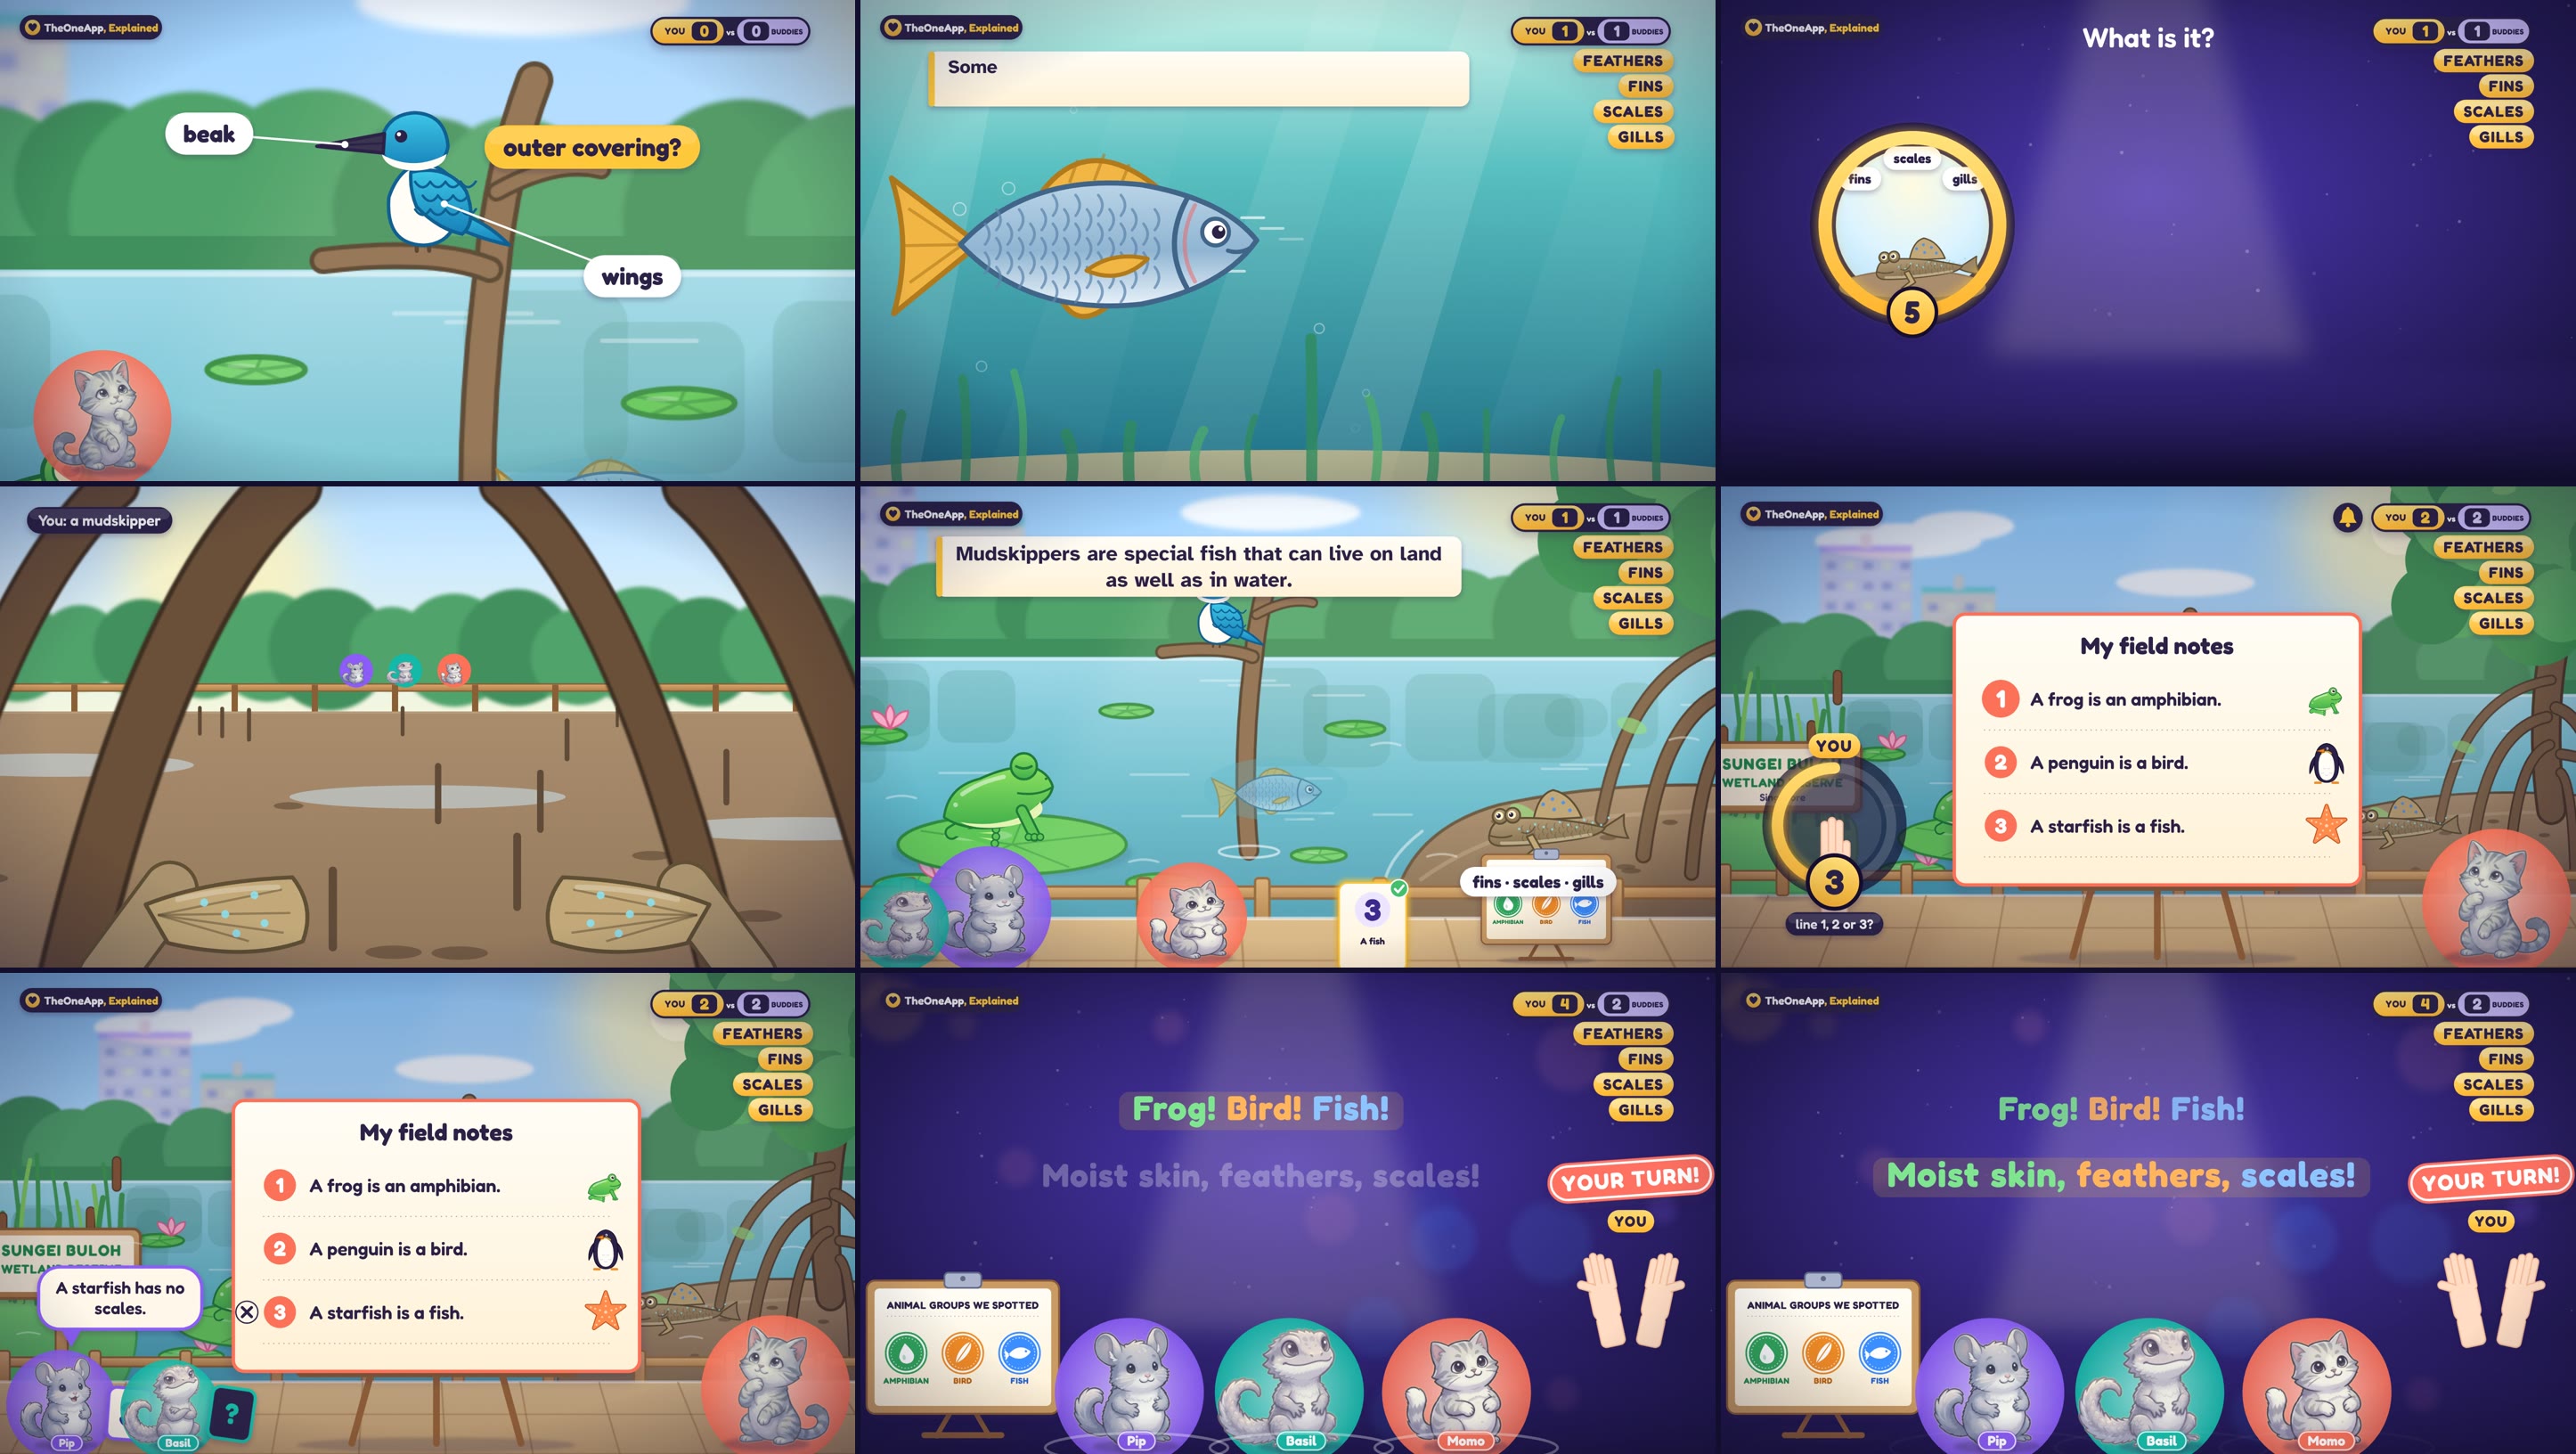 TheOneApp, Explained
YOU 0 vs 0 BUDDIES
beak
outer covering?
wings
TheOneApp, Explained
YOU 1 vs 1 BUDDIES
Some
FEATHERS
FINS
SCALES
GILLS
TheOneApp, Explained
What is it?
YOU 1 vs 1 BUDDIES
FEATHERS
FINS
SCALES
GILLS
scales
fins
gills
5
You: a mudskipper
TheOneApp, Explained
YOU 1 vs 1 BUDDIES
Mudskippers are special fish that can live on land
as well as in water.
FEATHERS
FINS
SCALES
GILLS
fins · scales · gills
3
A fish
AMPHIBIAN
BIRD
FISH
TheOneApp, Explained
YOU 2 vs 2 BUDDIES
FEATHERS
FINS
SCALES
GILLS
My field notes
1 A frog is an amphibian.
2 A penguin is a bird.
3 A starfish is a fish.
YOU
SUNGEI
WETLAND
3
line 1, 2 or 3?
TheOneApp, Explained
YOU 2 vs 2 BUDDIES
FEATHERS
FINS
SCALES
GILLS
My field notes
1 A frog is an amphibian.
2 A penguin is a bird.
3 A starfish is a fish.
SUNGEI BULOH
A starfish has no
scales.
Pip
Basil
?
TheOneApp, Explained
YOU 4 vs 2 BUDDIES
FEATHERS
FINS
SCALES
GILLS
Frog! Bird! Fish!
Moist skin, feathers, scales!
YOUR TURN!
YOU
ANIMAL GROUPS WE SPOTTED
AMPHIBIAN
BIRD
FISH
Pip
Basil
Momo
TheOneApp, Explained
YOU 4 vs 2 BUDDIES
FEATHERS
FINS
SCALES
GILLS
Frog! Bird! Fish!
Moist skin, feathers, scales!
YOUR TURN!
YOU
ANIMAL GROUPS WE SPOTTED
AMPHIBIAN
BIRD
FISH
Pip
Basil
Momo